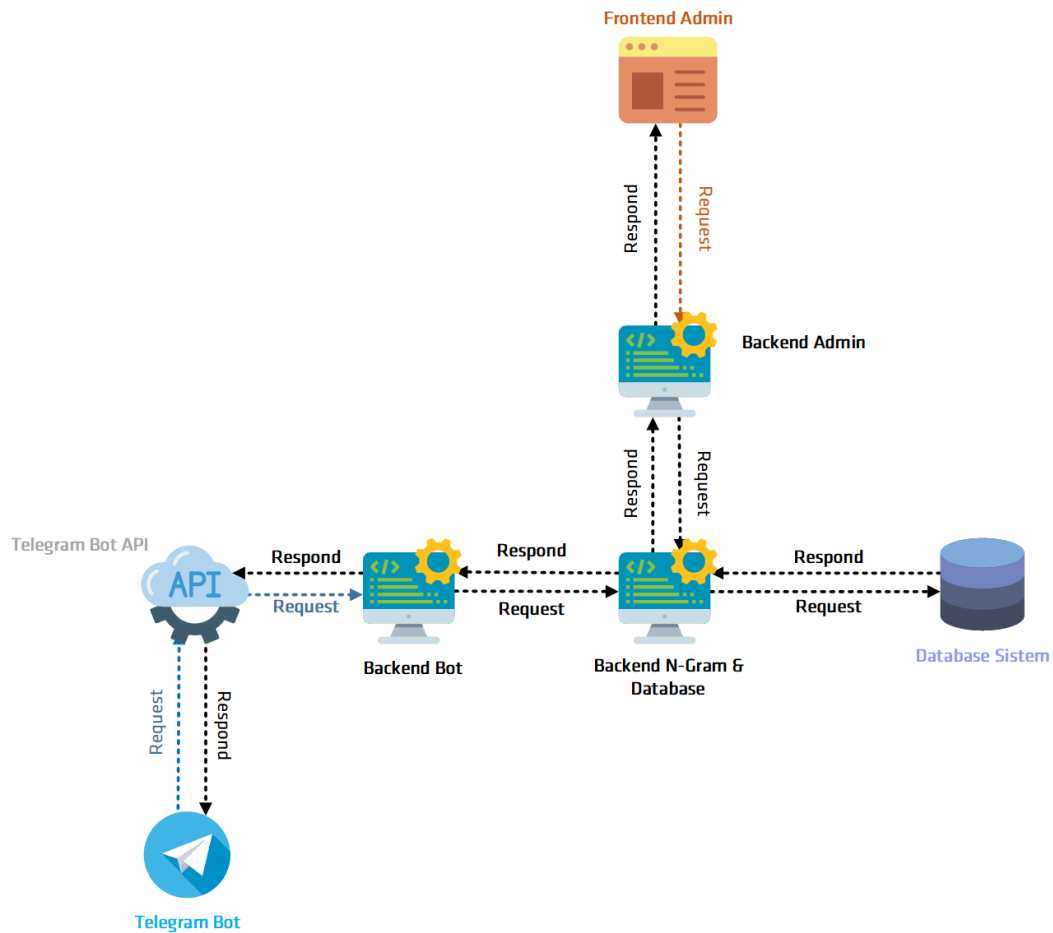 Frontend Admin
Respond
Request
Backend Admin
Respond
Request
Telegram Bot API
API
Respond
Request
Respond
Request
Respond
Request
Backend Bot
Backend N-Gram &
Database
Database Sistem
Request
Respond
Telegram Bot